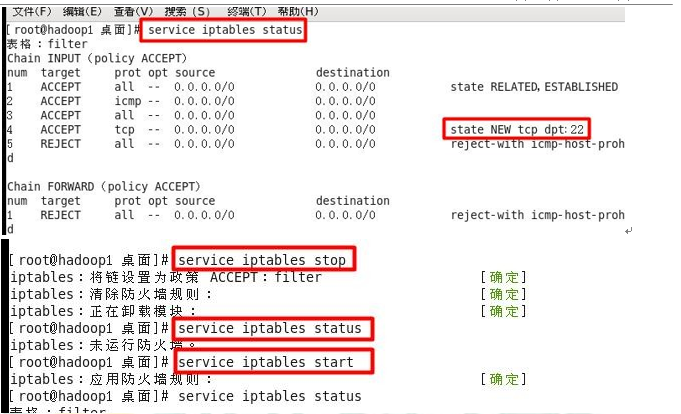 文件(F) 编辑(E) 查看(V) 搜索 (S) 终端(T) 帮助(H)
[root@hadoop1 桌面]# service iptables status
表格：filter
Chain INPUT (policy ACCEPT)
num target prot opt source destination
1 ACCEPT all -- 0.0.0.0/0 0.0.0.0/0 state RELATED,ESTABLISHED
2 ACCEPT icmp -- 0.0.0.0/0 0.0.0.0/0
3 ACCEPT all -- 0.0.0.0/0 0.0.0.0/0
4 ACCEPT tcp -- 0.0.0.0/0 0.0.0.0/0 state NEW tcp dpt:22
5 REJECT all -- 0.0.0.0/0 0.0.0.0/0 reject-with icmp-host-proh
d
Chain FORWARD (policy ACCEPT)
num target prot opt source destination
1 REJECT all -- 0.0.0.0/0 0.0.0.0/0 reject-with icmp-host-proh
d
[root@hadoop1 桌面]# service iptables stop
iptables：将链设置为政策 ACCEPT：filter [确定]
iptables：清除防火墙规则： [确定]
iptables：正在卸载模块： [确定]
[root@hadoop1 桌面]# service iptables status
iptables：未运行防火墙。
[root@hadoop1 桌面]# service iptables start
iptables：应用防火墙规则： [确定]
[root@hadoop1 桌面]# service iptables status
表格：filter